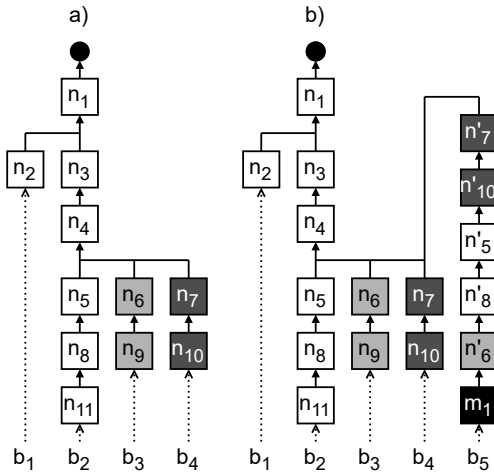 a) b)
n1 n1
n'7
n2 n3 n2 n3
n'10
n4 n4 n'5
n5 n6 n7 n5 n6 n7 n'8
n8 n9 n10 n8 n9 n10 n'6
n11 n11 m1
b1 b2 b3 b4 b1 b2 b3 b4 b5